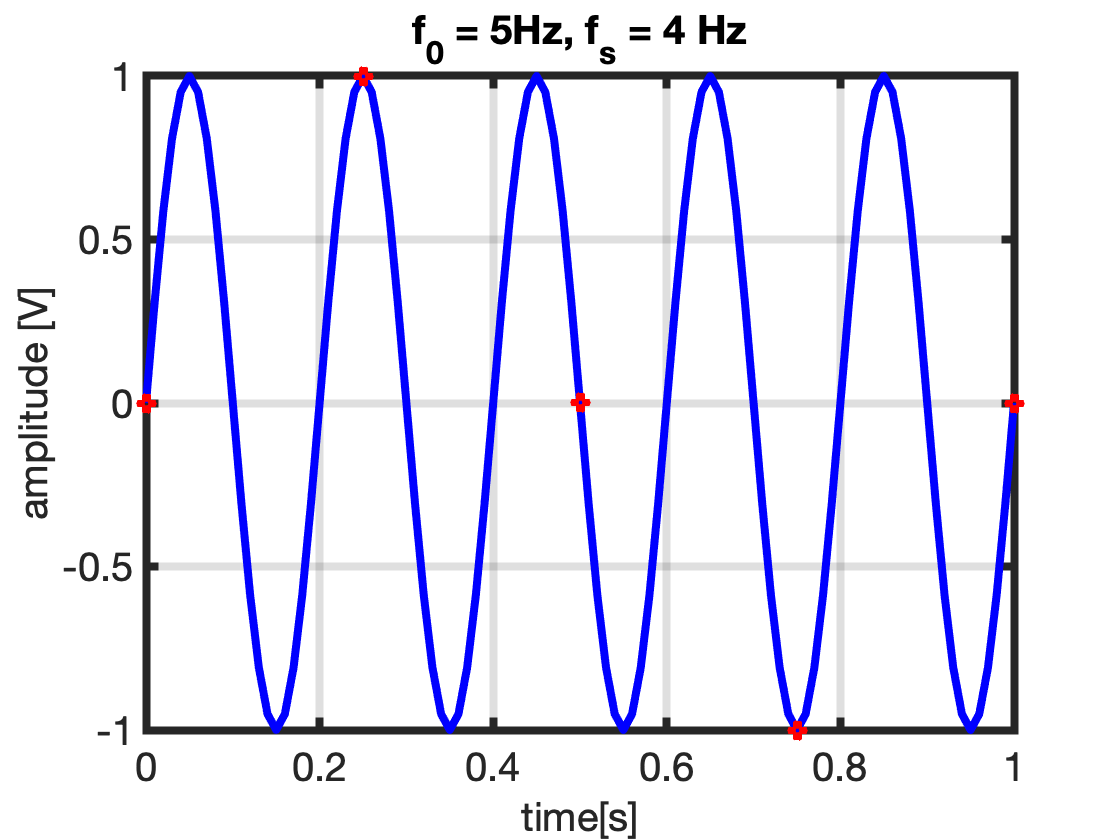 f0 = 5Hz, fs = 4 Hz
1
0.5
0
-0.5
-1
amplitude [V]
0 0.2 0.4 0.6 0.8 1
time[s]